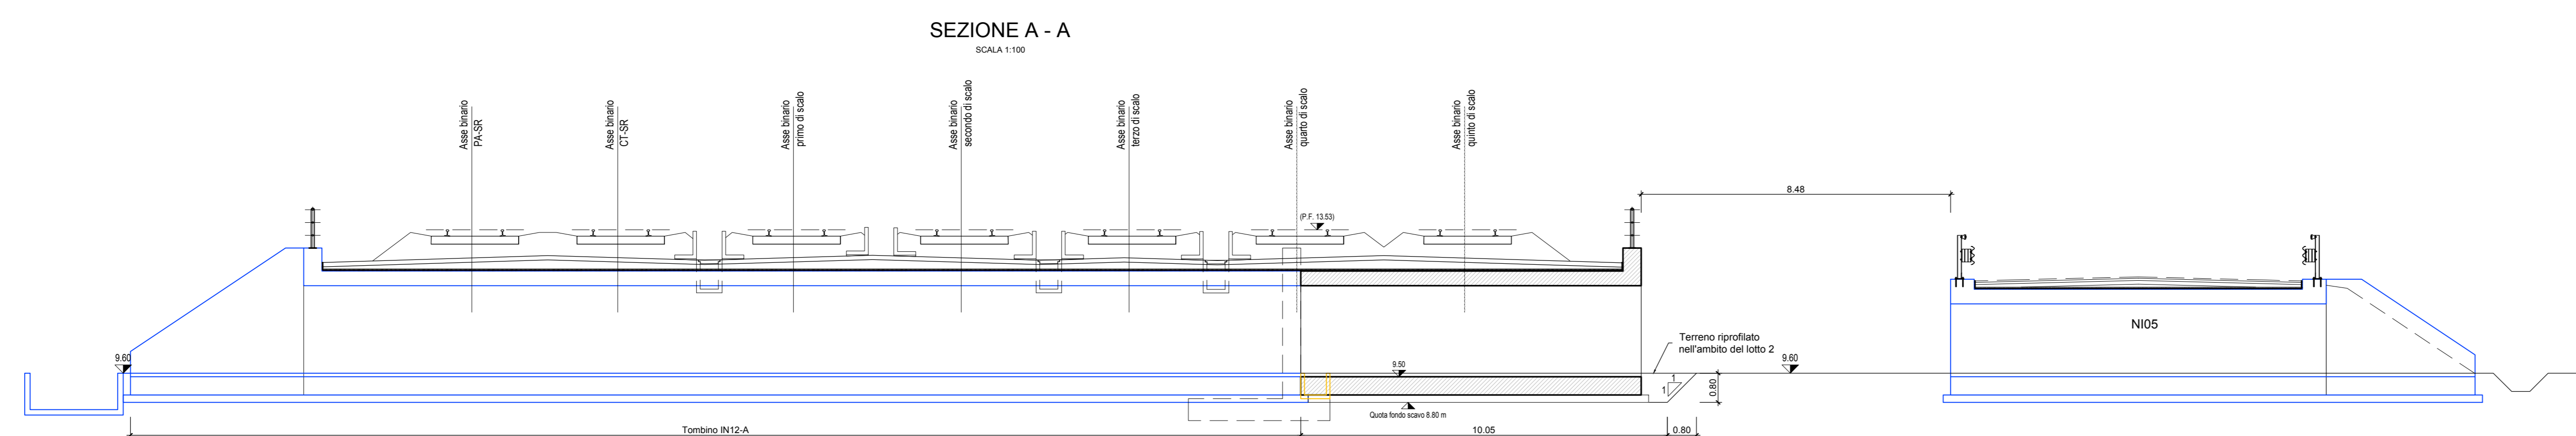 SEZIONE A - A
SCALA 1:100
Asse binario
PA-SR
Asse binario
CT-SR
Asse binario
primo di scalo
Asse binario
secondo di scalo
Asse binario
terzo di scalo
Asse binario
quarto di scalo
Asse binario
quinto di scalo
8.48
(P.F. 13.53)
NI05
Terreno riprofilato
nell'ambito del lotto 2
9.60
9.50
9.60
1
1
0.80
Quota fondo scavo 8.80 m
Tombino IN12-A
10.05
0.80